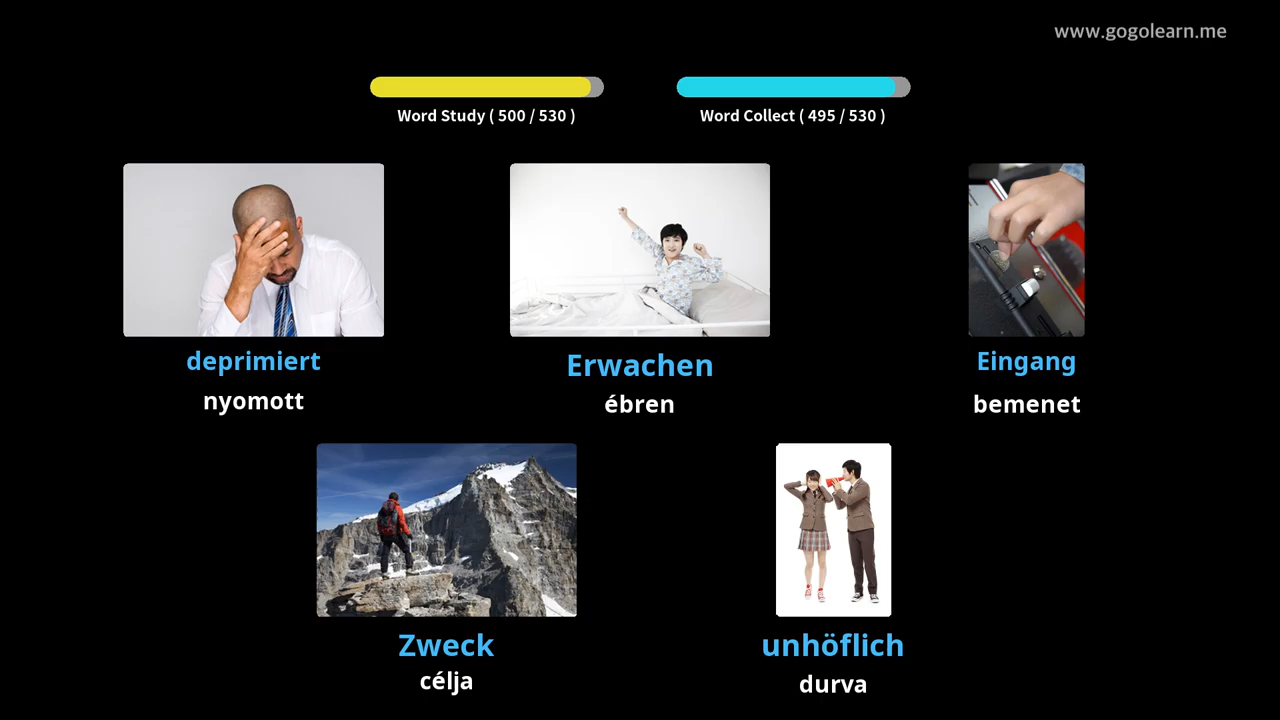 www.gogolearn.me
Word Study ( 500 / 530 )
Word Collect ( 495 / 530 )
deprimiert
nyomott
Erwachen
ébren
Eingang
bemenet
Zweck
célja
unhöflich
durva